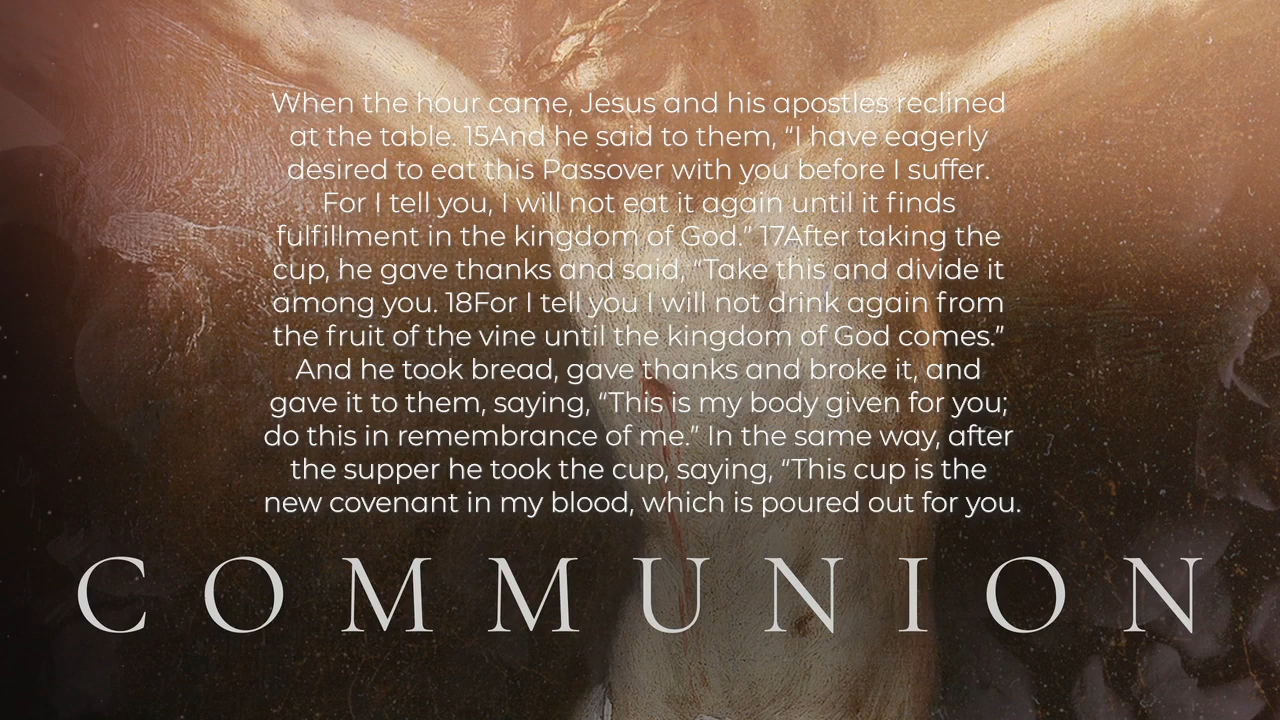 When the hour came, Jesus and his apostles reclined
at the table. 15And he said to them, “I have eagerly
desired to eat this Passover with you before I suffer.
For I tell you, I will not eat it again until it finds
fulfillment in the kingdom of God.” 17After taking the
cup, he gave thanks and said, “Take this and divide it
among you. 18For I tell you I will not drink again from
the fruit of the vine until the kingdom of God comes.”
And he took bread, gave thanks and broke it, and
gave it to them, saying, “This is my body given for you;
do this in remembrance of me.” In the same way, after
the supper he took the cup, saying, “This cup is the
new covenant in my blood, which is poured out for you.
COMMUNION